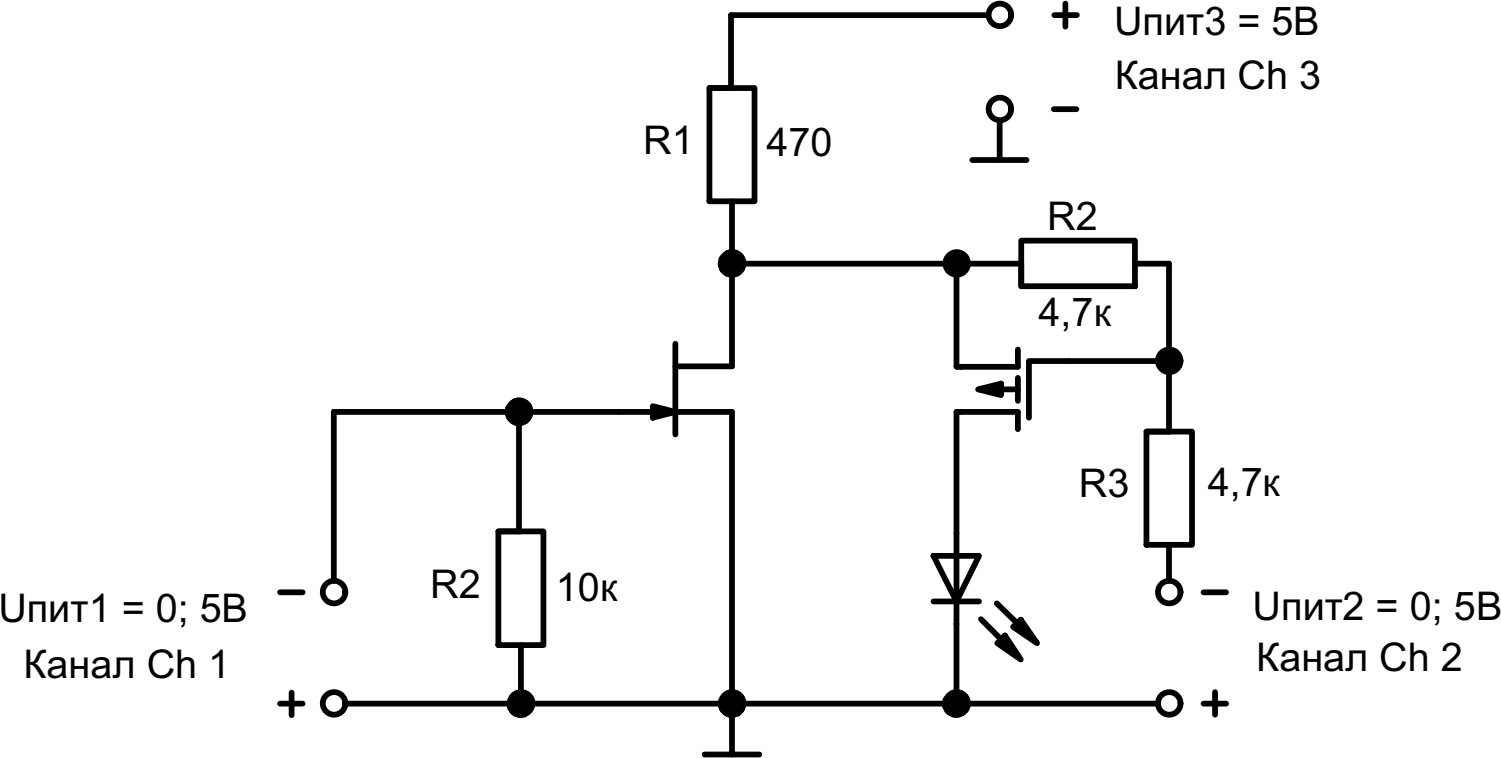 + Uпит3 = 5В
Канал Ch 3
−
R1 470
R2
4,7к
R3 4,7к
R2 10к
Uпит1 = 0; 5В −
Канал Ch 1
+
− Uпит2 = 0; 5В
Канал Ch 2
+